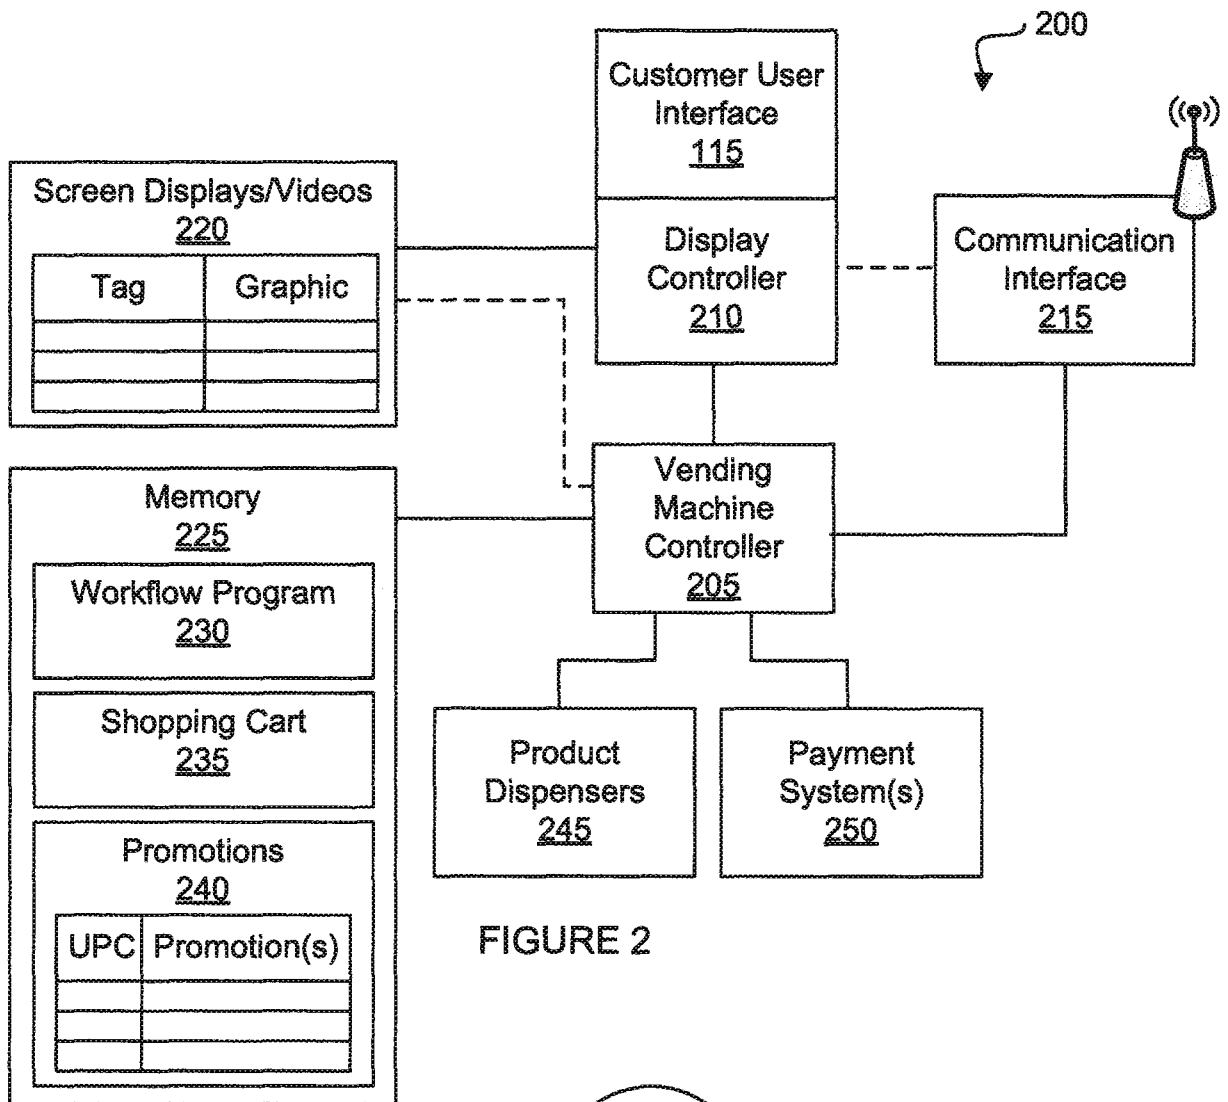 200
Customer User
Interface
115
Screen Displays/Videos
220
Tag Graphic
Display
Controller
210
Communication
Interface
215
Memory
225
Workflow Program
230
Shopping Cart
235
Promotions
240
UPC Promotion(s)
Vending
Machine
Controller
205
Product
Dispensers
245
Payment
System(s)
250
FIGURE 2